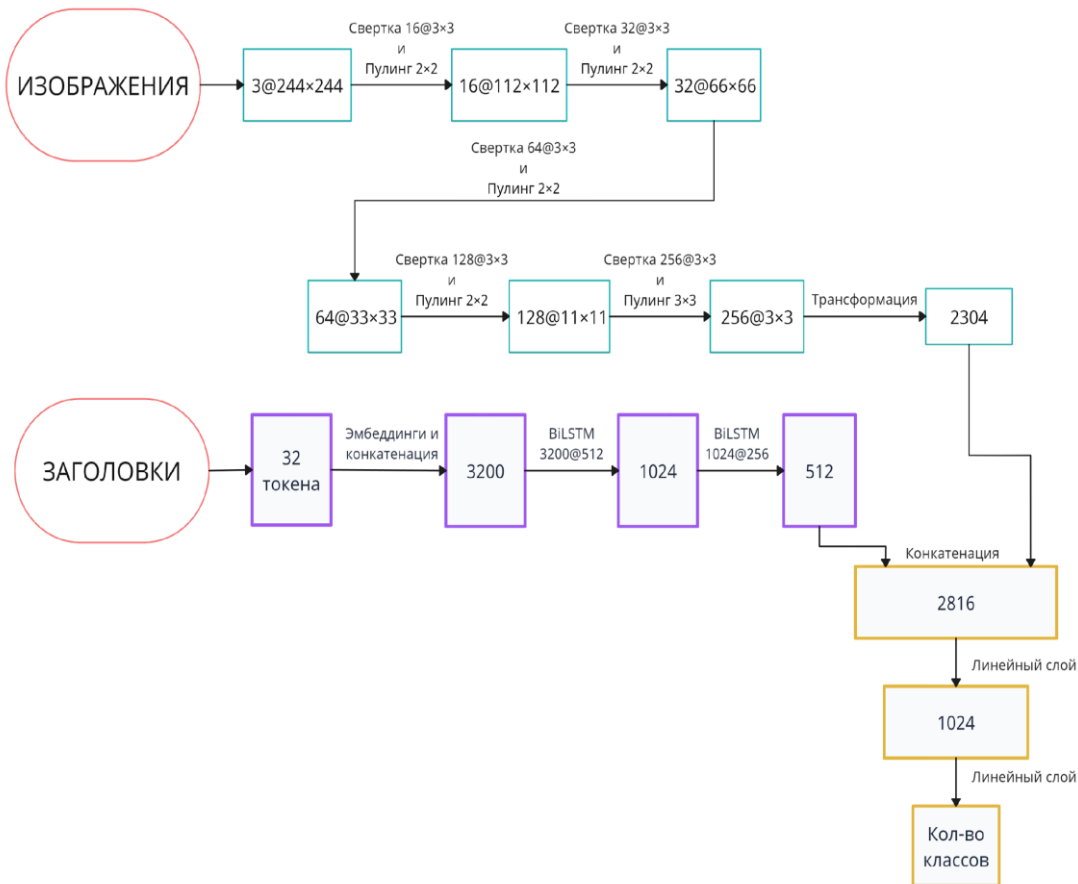 ИЗОБРАЖЕНИЯ
3@244×244
Свертка 16@3×3
и
Пулинг 2×2
16@112×112
Свертка 32@3×3
и
Пулинг 2×2
32@66×66
Свертка 64@3×3
и
Пулинг 2×2
64@33×33
Свертка 128@3×3
и
Пулинг 2×2
128@11×11
Свертка 256@3×3
и
Пулинг 3×3
256@3×3
Трансформация
2304
ЗАГОЛОВКИ
32
токена
Эмбеддинги и
конкатенация
3200
BiLSTM
3200@512
1024
BiLSTM
1024@256
512
Конкатенация
2816
Линейный слой
1024
Линейный слой
Кол-во
классов